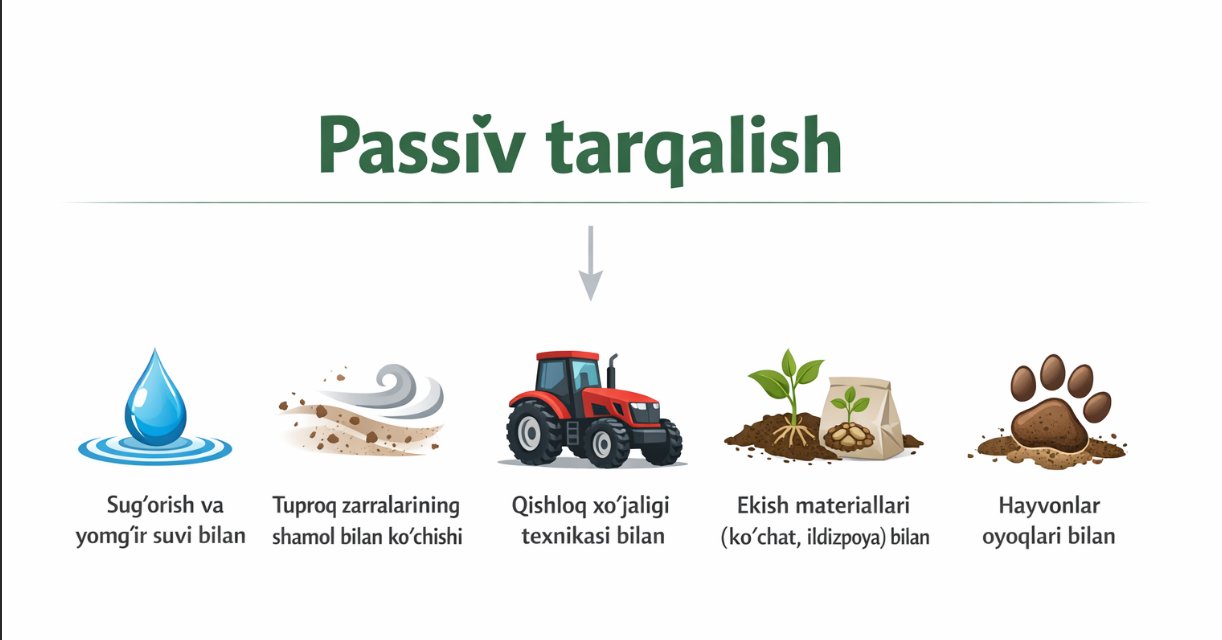 Passiv tarqalish
Sugʻorish va
yomgʻir suvi bilan
Tuproq zarralarining
shamol bilan koʻchishi
Qishloq xoʻjaligi
texnikasi bilan
Ekish materiallari
(koʻchat, ildizpoya) bilan
Hayvonlar
oyoqlari bilan